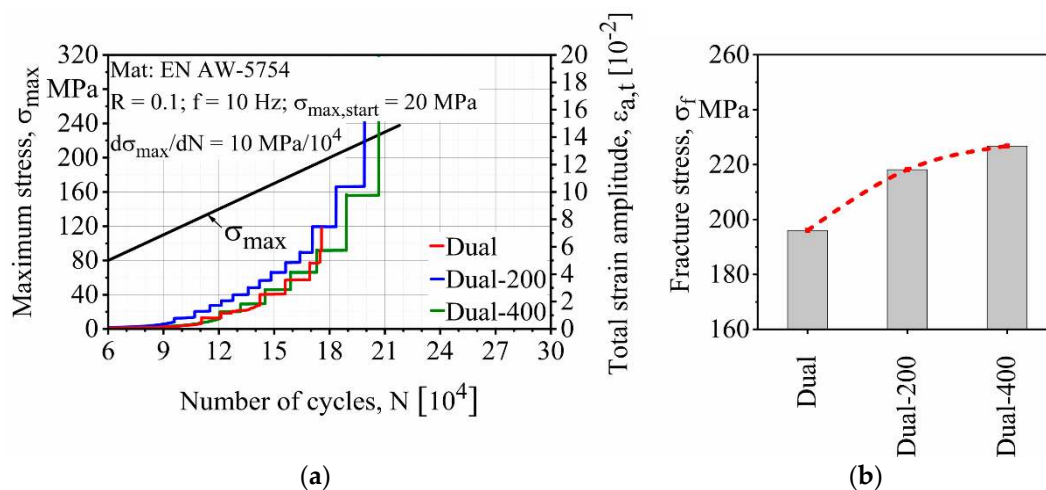 320
MPa
240
200
160
120
80
40
0
Maximum stress, σmax
Mat: EN AW-5754
R = 0.1; f = 10 Hz; σmax,start = 20 MPa
dσmax/dN = 10 MPa/10⁴
σmax
Dual
Dual-200
Dual-400
20
18
16
14
12
10
8
6
4
2
0
Total strain amplitude, εa,t [10⁻²]
6 9 12 15 18 21 24 27 30
Number of cycles, N [10⁴]
(a)
260
MPa
220
200
180
160
Fracture stress, σf
Dual
Dual-200
Dual-400
(b)